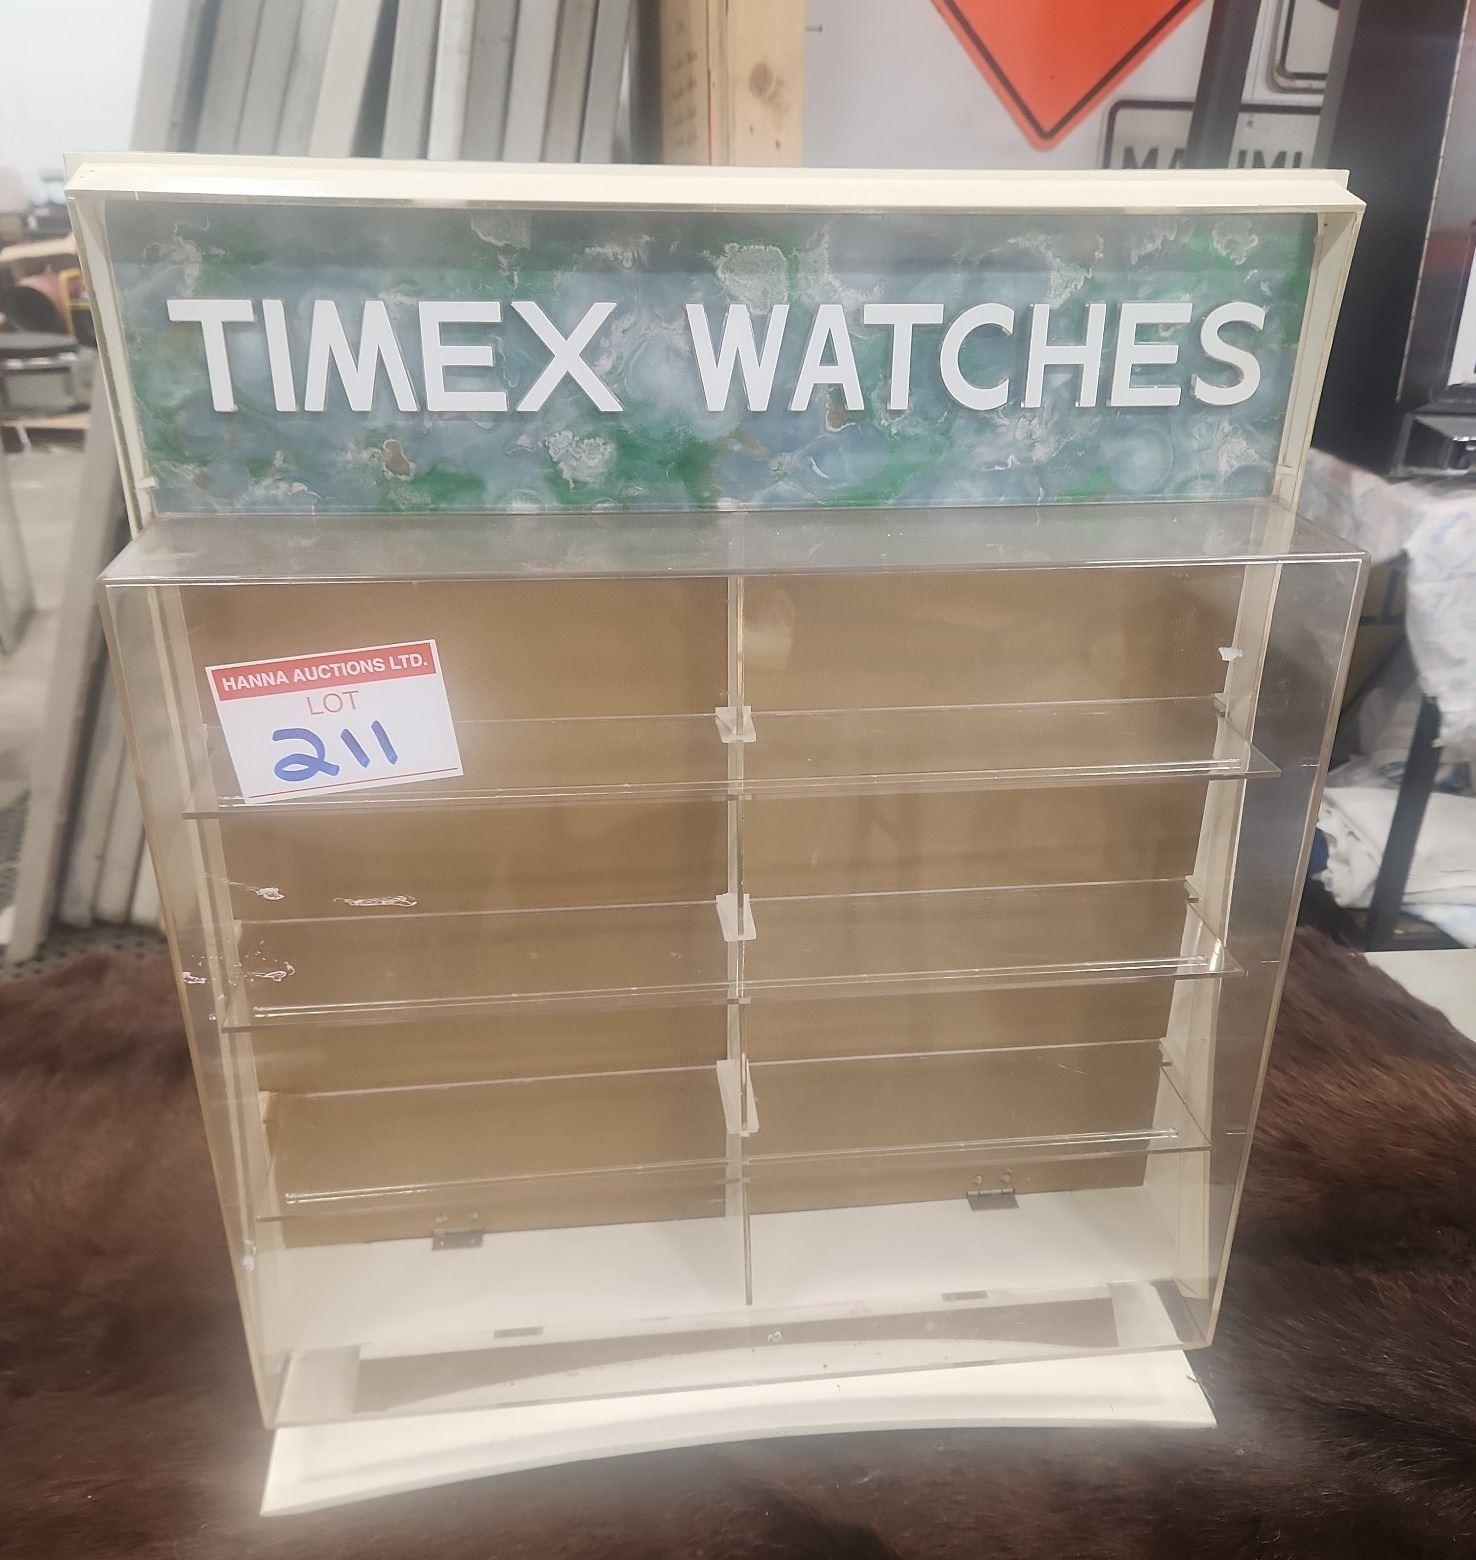 TIMEX WATCHES
HANNA AUCTIONS LTD.
LOT
211